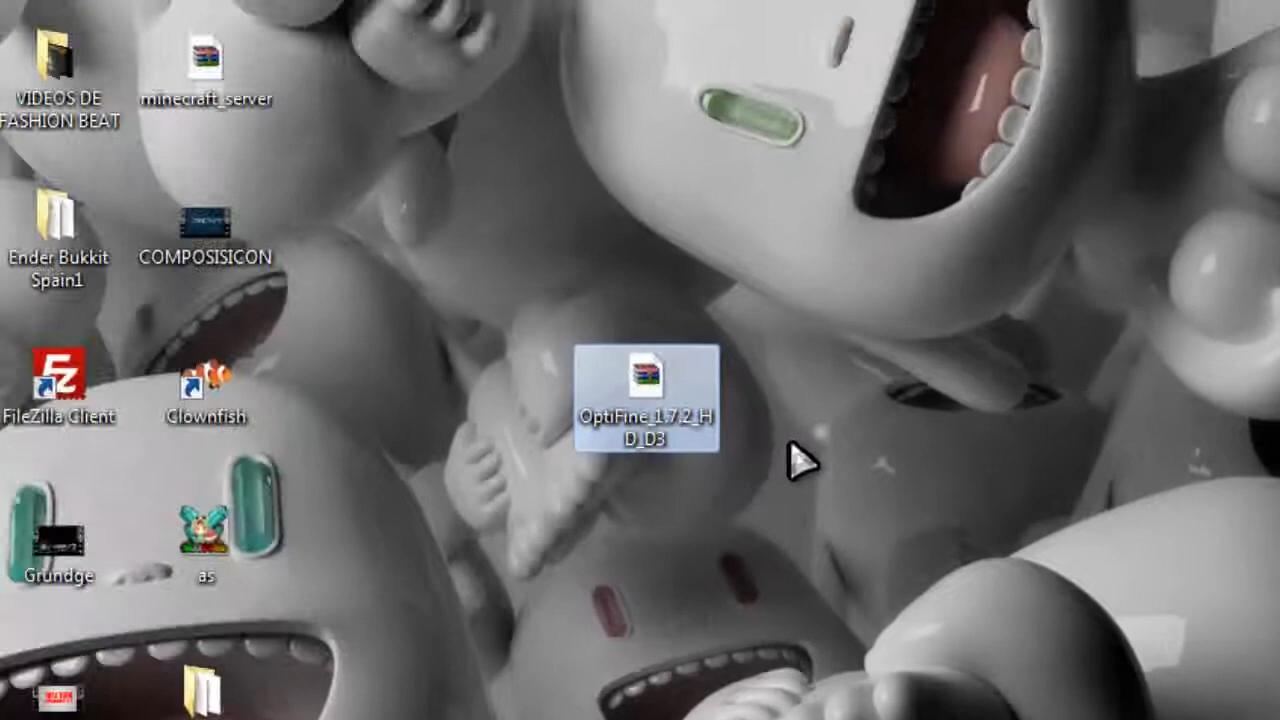 VIDEOS DE
FASHION BEAT
minecraft_server
Ender Bukkit
Spain1
COMPOSISICON
FileZilla Client
Clownfish
OptiFine_1.7.2_H
D_D3
Grundge
as